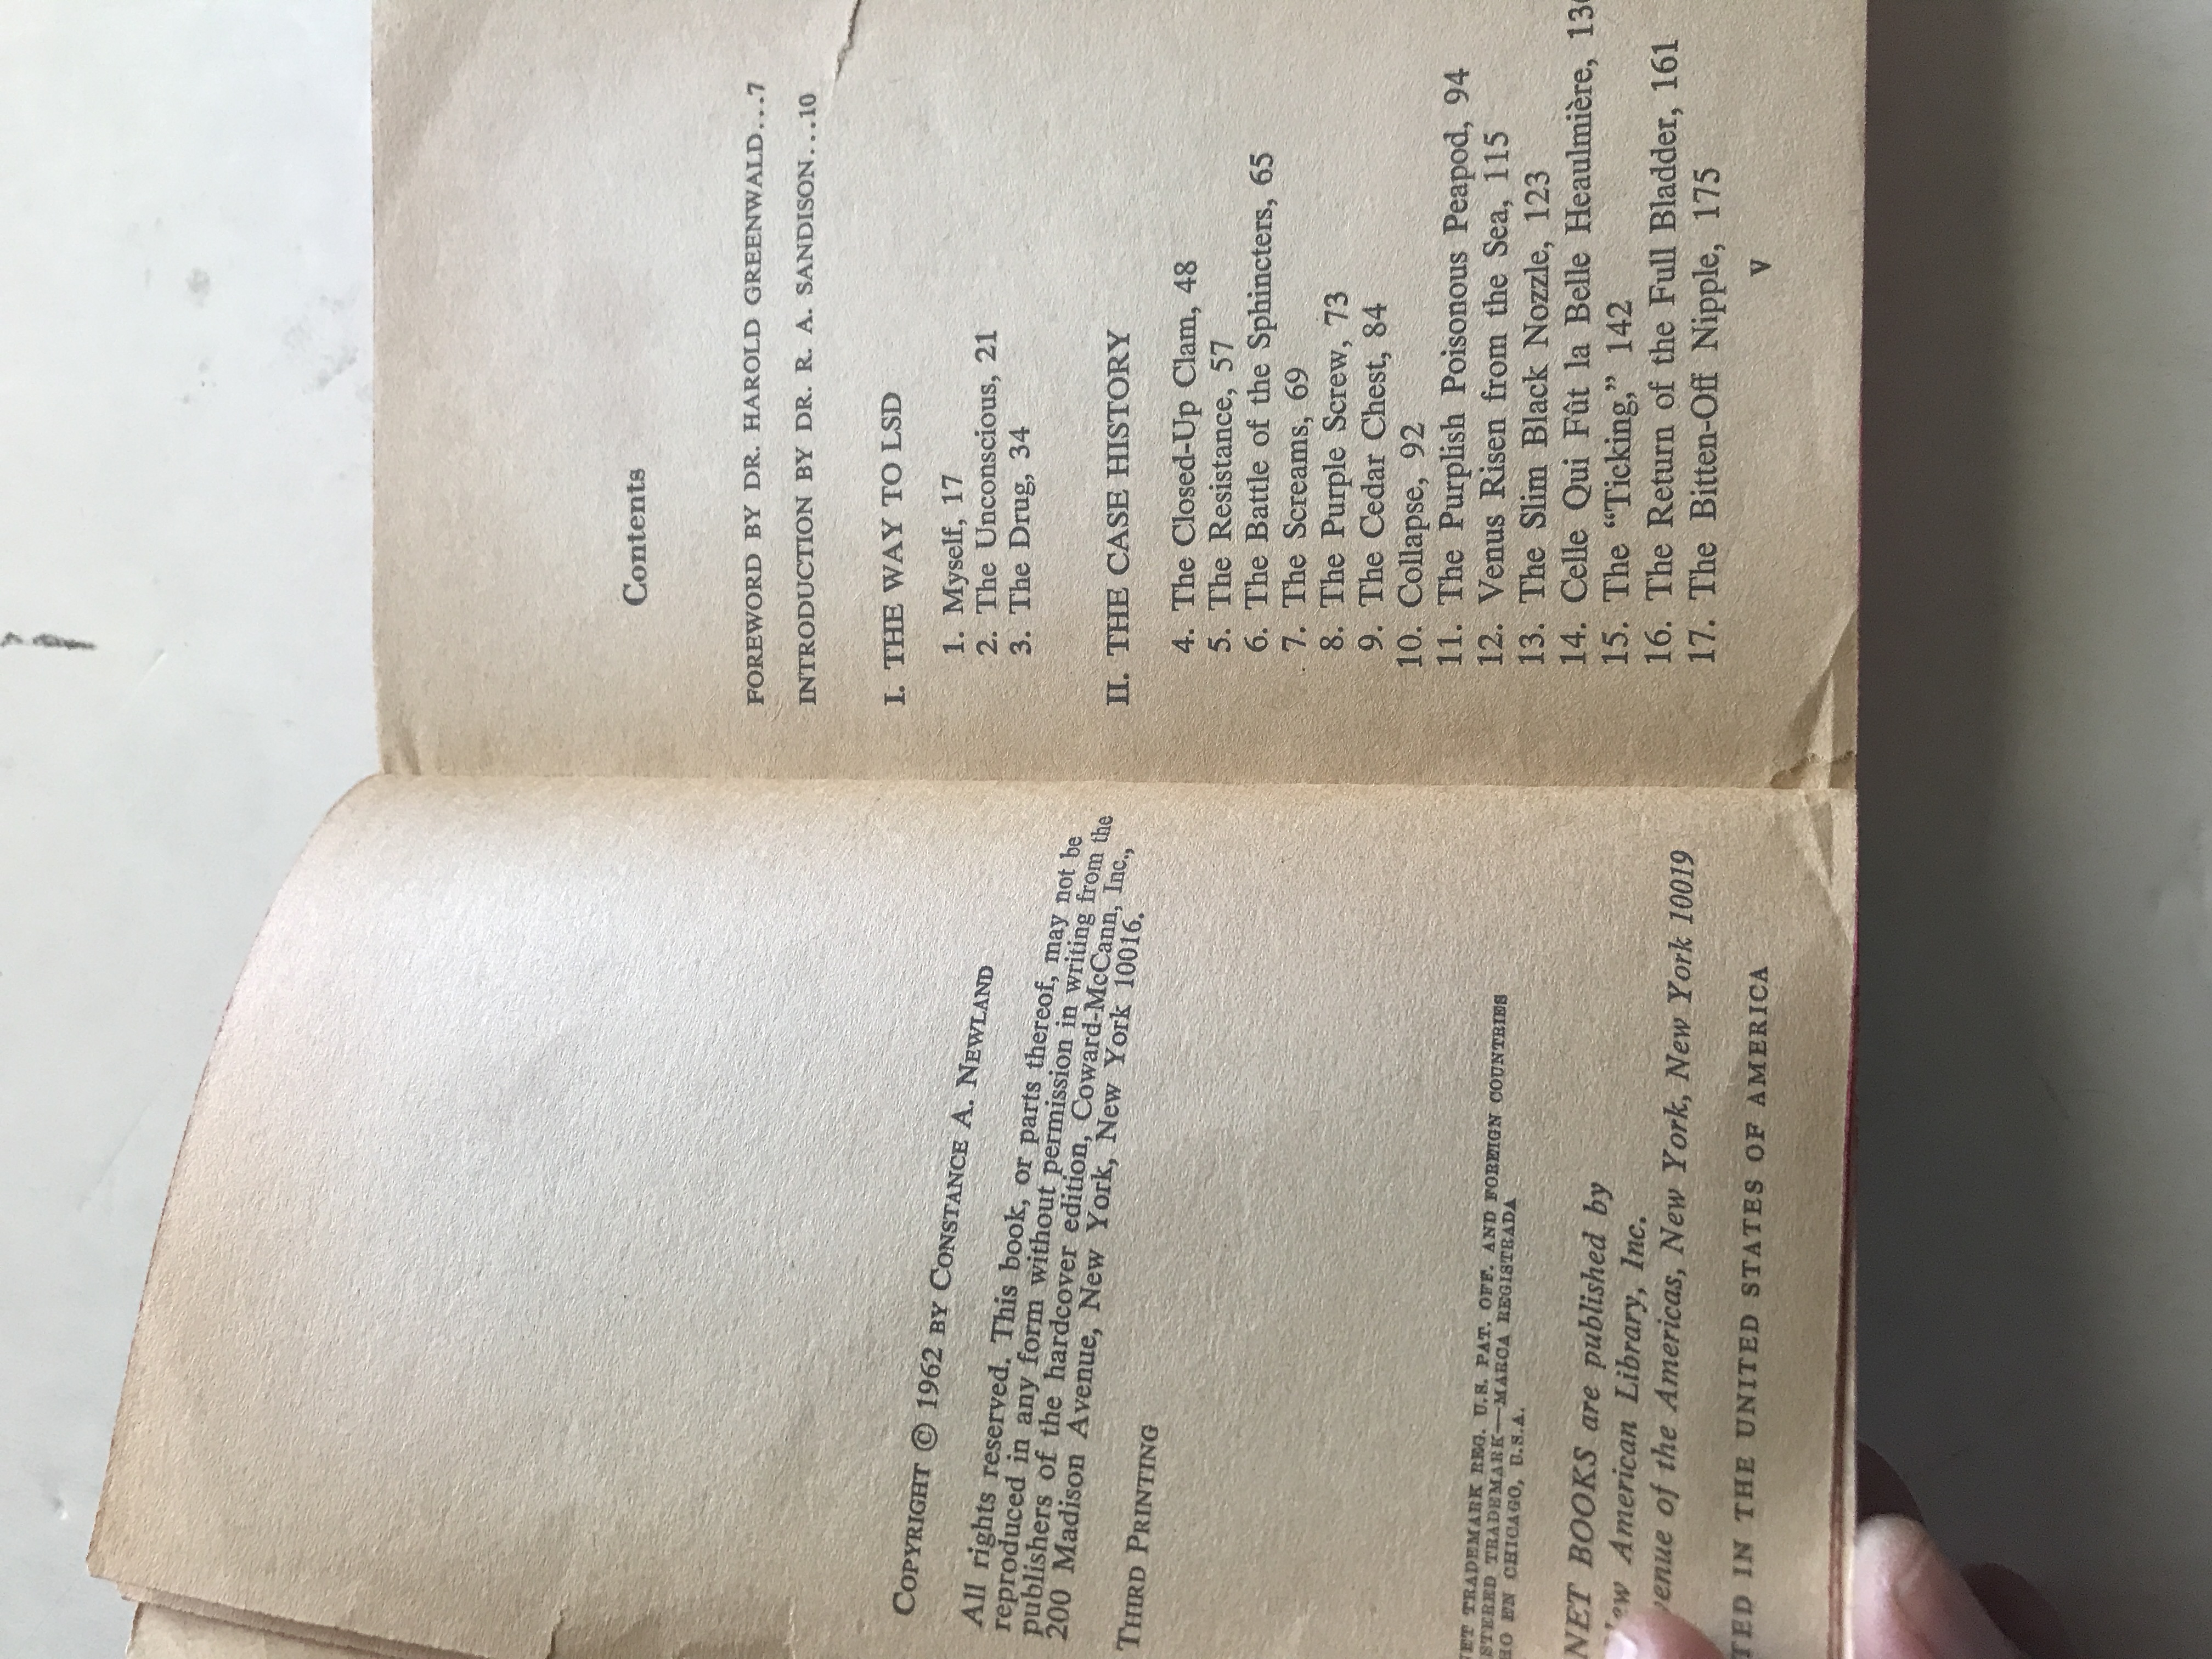 COPYRIGHT © 1962 BY CONSTANCE A. NEWLAND
All rights reserved. This book, or parts thereof, may not be
reproduced in any form without permission in writing from the
publishers of the hardcover edition, Coward-McCann, Inc.,
200 Madison Avenue, New York, New York 10016.
THIRD PRINTING
NET TRADEMARK REG. U.S. PAT. OFF. AND FOREIGN COUNTRIES
STERED TRADEMARK—MARCA REGISTRADA
HO EN CHICAGO, U.S.A.
NET BOOKS are published by
New American Library, Inc.
venue of the Americas, New York, New York 10019
TED IN THE UNITED STATES OF AMERICA
Contents
FOREWORD BY DR. HAROLD GREENWALD...7
INTRODUCTION BY DR. R. A. SANDISON...10
I. THE WAY TO LSD
1. Myself, 17
2. The Unconscious, 21
3. The Drug, 34
II. THE CASE HISTORY
4. The Closed-Up Clam, 48
5. The Resistance, 57
6. The Battle of the Sphincters, 65
7. The Screams, 69
8. The Purple Screw, 73
9. The Cedar Chest, 84
10. Collapse, 92
11. The Purplish Poisonous Peapod, 94
12. Venus Risen from the Sea, 115
13. The Slim Black Nozzle, 123
14. Celle Qui Fût la Belle Heaulmière, 130
15. The “Ticking,” 142
16. The Return of the Full Bladder, 161
17. The Bitten-Off Nipple, 175
V